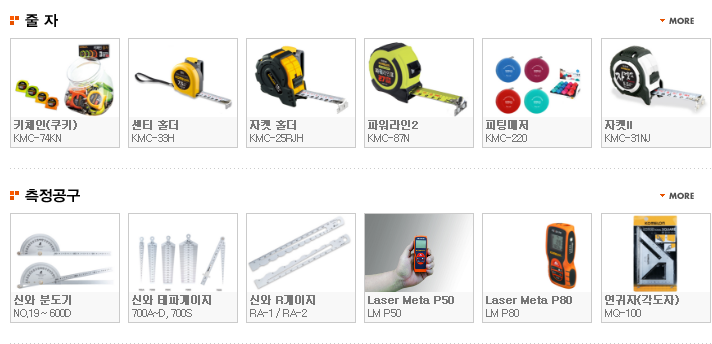 줄 자
MORE
키체인(쿠키)
KMC-74KN
센터 홀더
KMC-33H
자켓 홀더
KMC-25RJH
파워라인2
KMC-87N
피팅메저
KMC-220
자켓II
KMC-31NJ
측정공구
MORE
신와 분도기
NO,19 ~ 600D
신와 테파게이지
700A~D, 700S
신와 R게이지
RA-1 / RA-2
Laser Meta P50
LM P50
Laser Meta P80
LM P80
연귀자(각도자)
MQ-100